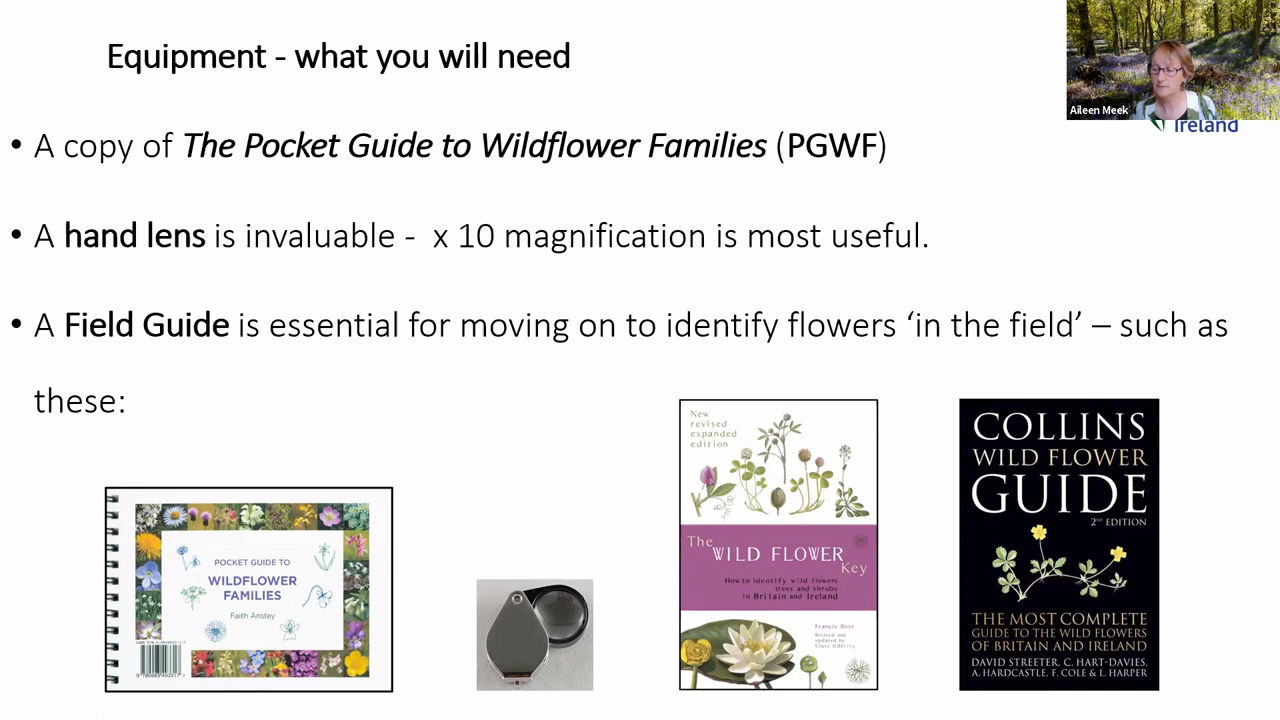 Equipment - what you will need
Aileen Meek
Ireland
• A copy of The Pocket Guide to Wildflower Families (PGWF)
• A hand lens is invaluable -  x 10 magnification is most useful.
• A Field Guide is essential for moving on to identify flowers ‘in the field’ – such as
these:
POCKET GUIDE TO
WILDFLOWER
FAMILIES
Faith Anstey
New
revised
expanded
edition
The
WILD FLOWER
Key
How to identify wild flowers
trees and shrubs
in Britain and Ireland
Francis Rose
Revised and
updated by
Clare O'Reilly
COLLINS
WILD FLOWER
GUIDE
2ND EDITION
THE MOST COMPLETE
GUIDE TO THE WILD FLOWERS
OF BRITAIN AND IRELAND
DAVID STREETER, C. HART-DAVIES,
A. HARDCASTLE, F. COLE & L. HARPER